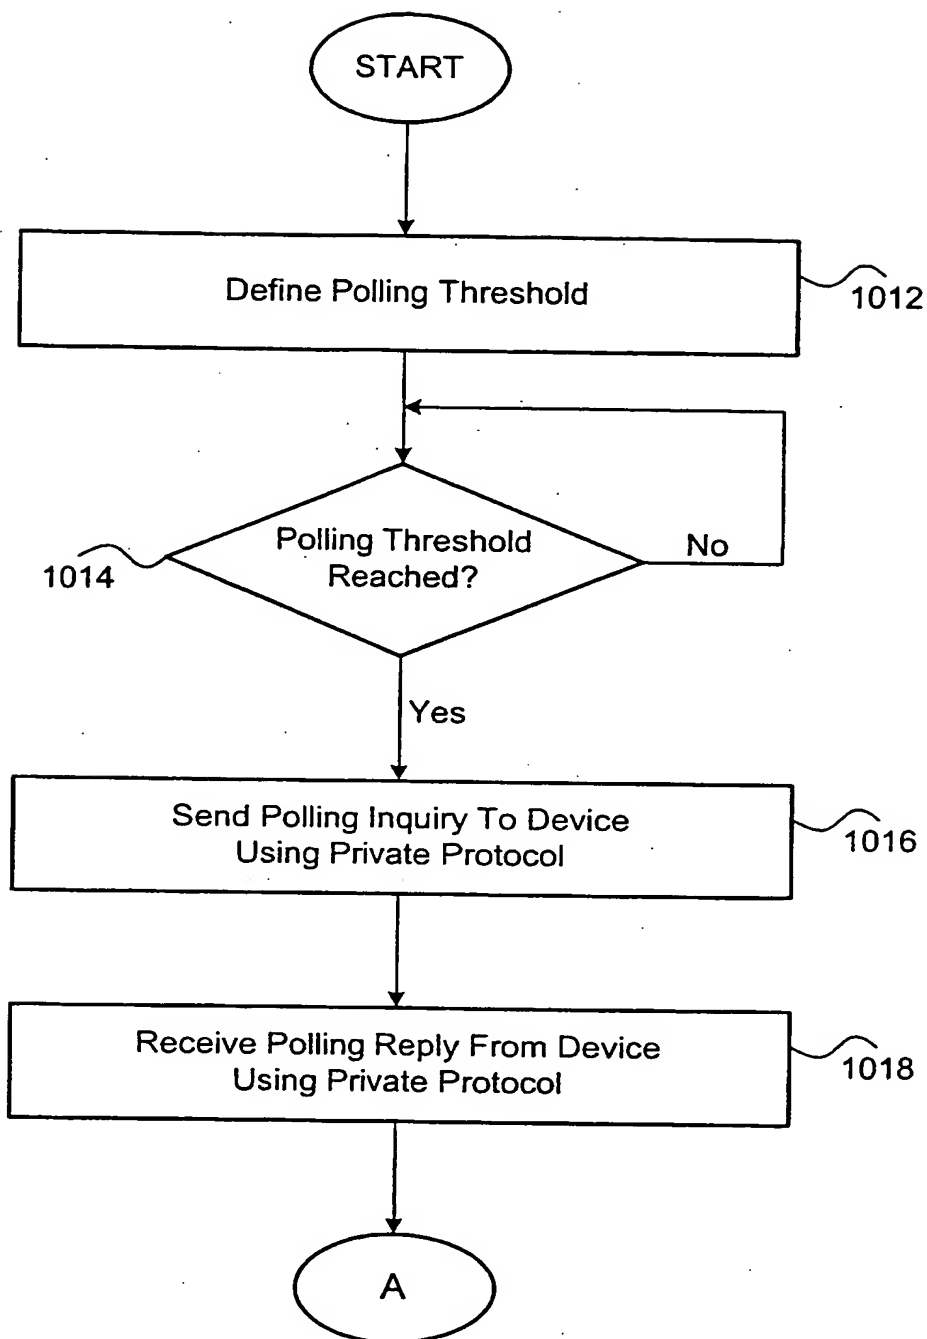 START
Define Polling Threshold
1012
Polling Threshold
Reached?
No
1014
Yes
Send Polling Inquiry To Device
Using Private Protocol
1016
Receive Polling Reply From Device
Using Private Protocol
1018
A